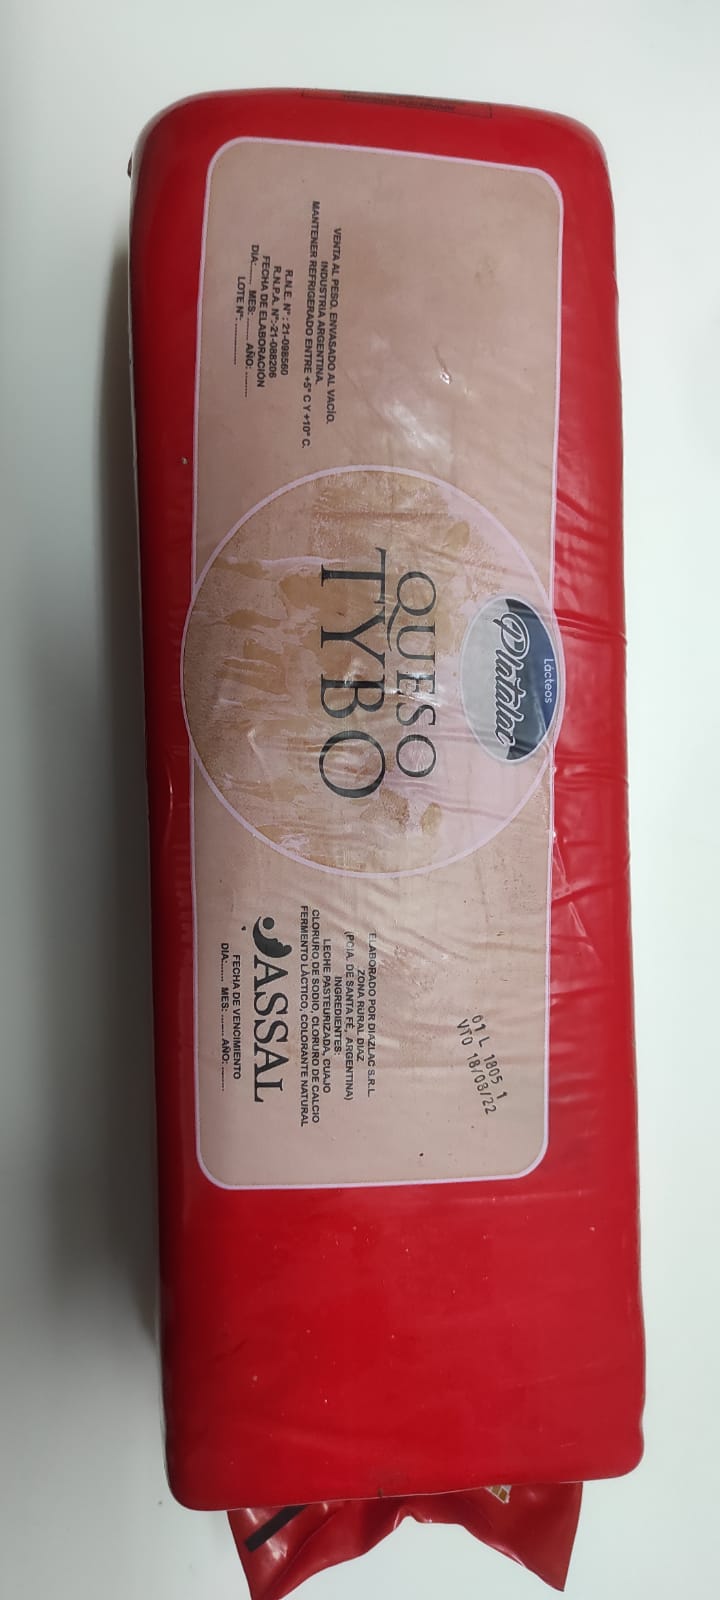 Lácteos
Plntalac
QUESO
TYBO
VENTA AL PESO, ENVASADO AL VACÍO.
INDUSTRIA ARGENTINA.
MANTENER REFRIGERADO ENTRE +5° C Y +10° C.
R.N.E. N°: 21-098560
R.N.P.A. N°:-21-088206
FECHA DE ELABORACIÓN
DIA:....... MES: ........ AÑO: ........
LOTE N°: ................
01 L 1805 1
VTO 18/08/22
ELABORADO POR DIAZLAC S.R.L.
ZONA RURAL DIAZ
(PCIA. DE SANTA FÉ, ARGENTINA)
INGREDIENTES:
LECHE PASTEURIZADA, CUAJO
CLORURO DE SODIO, CLORURO DE CALCIO
FERMENTO LÁCTICO, COLORANTE NATURAL
ASSAL
FECHA DE VENCIMIENTO
DIA:....... MES: ........ AÑO: ........